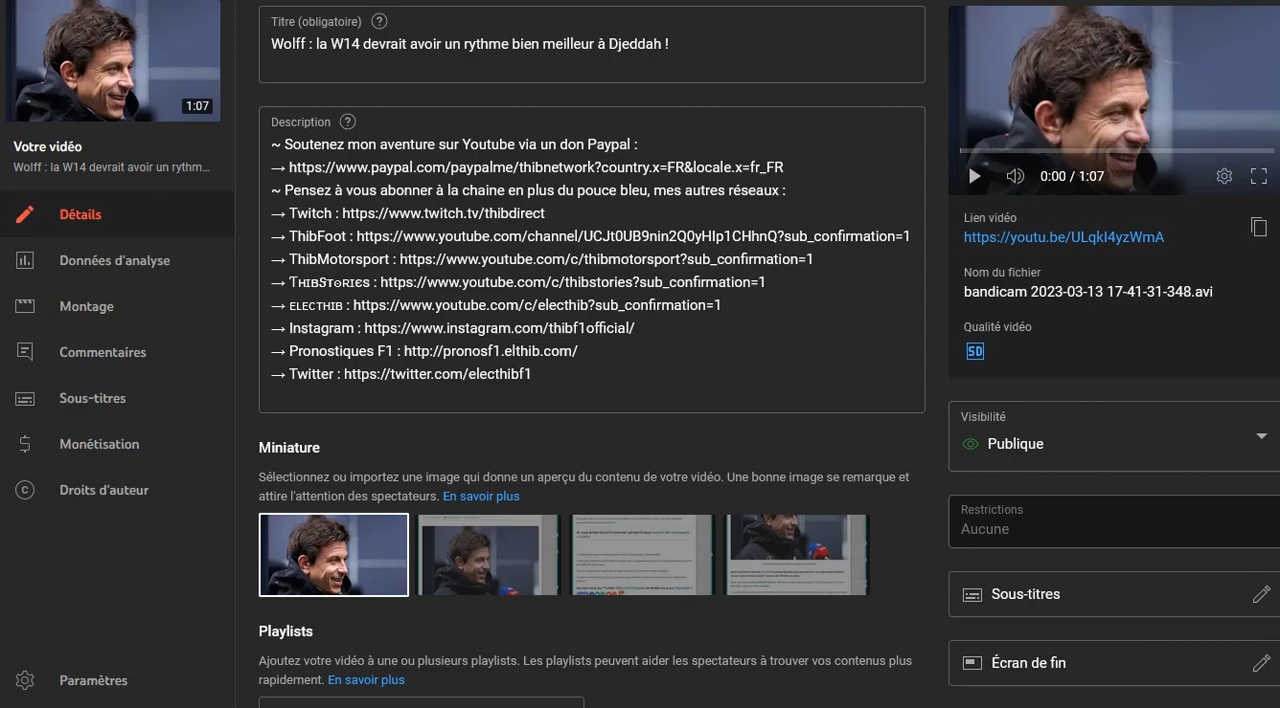 1:07
Votre vidéo
Wolff : la W14 devrait avoir un rythm…
Détails
Données d'analyse
Montage
Commentaires
Sous-titres
Monétisation
Droits d'auteur
Paramètres
Titre (obligatoire)
Wolff : la W14 devrait avoir un rythme bien meilleur à Djeddah !
Description
~ Soutenez mon aventure sur Youtube via un don Paypal :
→ https://www.paypal.com/paypalme/thibnetwork?country.x=FR&locale.x=fr_FR
~ Pensez à vous abonner à la chaine en plus du pouce bleu, mes autres réseaux :
→ Twitch : https://www.twitch.tv/thibdirect
→ ThibFoot : https://www.youtube.com/channel/UCJt0UB9nin2Q0yHIp1CHhnQ?sub_confirmation=1
→ ThibMotorsport : https://www.youtube.com/c/thibmotorsport?sub_confirmation=1
→ ƬʜɪʙSᴛᴏʀɪєs : https://www.youtube.com/c/thibstories?sub_confirmation=1
→ ᴇʟᴇᴄᴛʜɪʙ : https://www.youtube.com/c/electhib?sub_confirmation=1
→ Instagram : https://www.instagram.com/thibf1official/
→ Pronostiques F1 : http://pronosf1.elthib.com/
→ Twitter : https://twitter.com/electhibf1
Miniature
Sélectionnez ou importez une image qui donne un aperçu du contenu de votre vidéo. Une bonne image se remarque et
attire l'attention des spectateurs. En savoir plus
Playlists
Ajoutez votre vidéo à une ou plusieurs playlists. Les playlists peuvent aider les spectateurs à trouver vos contenus plus
rapidement. En savoir plus
0:00 / 1:07
Lien vidéo
https://youtu.be/ULqkI4yzWmA
Nom du fichier
bandicam 2023-03-13 17-41-31-348.avi
Qualité vidéo
SD
Visibilité
Publique
Restrictions
Aucune
Sous-titres
Écran de fin